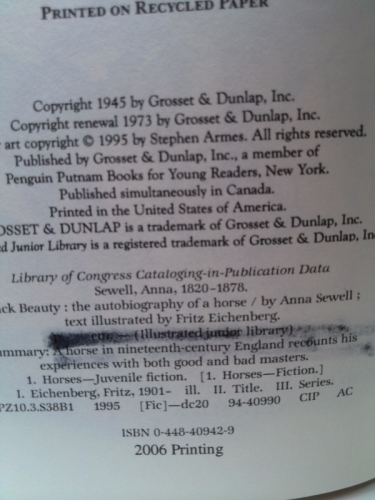 PRINTED ON RECYCLED PAPER
Copyright 1945 by Grosset & Dunlap, Inc.
Copyright renewal 1973 by Grosset & Dunlap, Inc.
art copyright © 1995 by Stephen Armes. All rights reserved.
Published by Grosset & Dunlap, Inc., a member of
Penguin Putnam Books for Young Readers, New York.
Published simultaneously in Canada.
Printed in the United States of America.
OSSET & DUNLAP is a trademark of Grosset & Dunlap, Inc.
ed Junior Library is a registered trademark of Grosset & Dunlap, Inc
Library of Congress Cataloging-in-Publication Data
Sewell, Anna, 1820–1878.
ck Beauty : the autobiography of a horse / by Anna Sewell ;
text illustrated by Fritz Eichenberg.
— (Illustrated junior library)
ummary: A horse in nineteenth-century England recounts his
experiences with both good and bad masters.
1. Horses—Juvenile fiction. [1. Horses—Fiction.]
I. Eichenberg, Fritz, 1901– ill. II. Title. III. Series.
PZ10.3.S38B1 1995 [Fic]—dc20 94-40990 CIP AC
ISBN 0-448-40942-9
2006 Printing